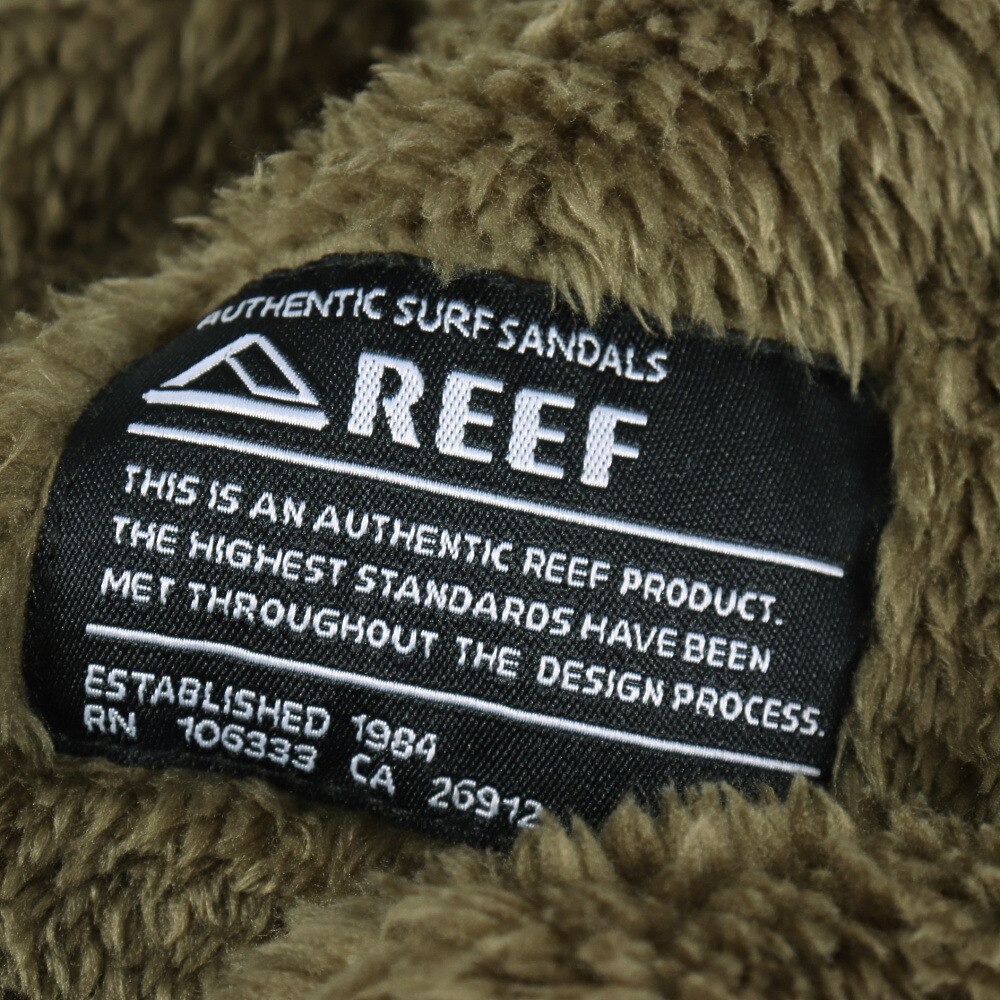 AUTHENTIC SURF SANDALS
REEF
THIS IS AN AUTHENTIC REEF PRODUCT.
THE HIGHEST STANDARDS HAVE BEEN
MET THROUGHOUT THE DESIGN PROCESS.
ESTABLISHED 1984
RN 106333 CA 26912